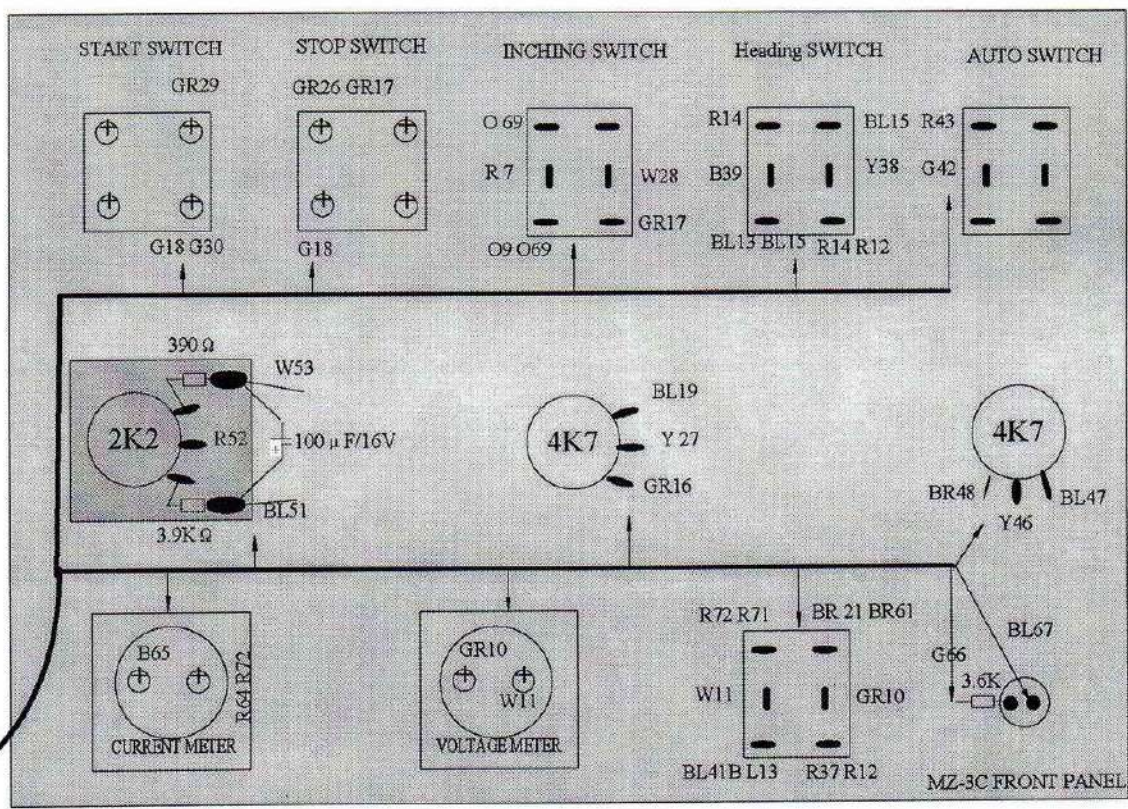 START SWITCH STOP SWITCH INCHING SWITCH Heading SWITCH AUTO SWITCH
GR29 GR26 GR17
O 69 R14 BL15 R43
R 7 W28 B39 Y38 G42
GR17
G18 G30 G18 O9 O69 BL13 BL15 R14 R12
390 Ω
W53
BL19
2K2 R52 100 μ F/16V 4K7 Y 27 4K7
GR16
BR48 BL47
BL51 Y46
3.9K Ω
R72 R71 BR 21 BR61
BL67
B65 GR10 G66
R64 R72 W11 W11 GR10 3.6K
CURRENT METER VOLTAGE METER
BL41B L13 R37 R12
MZ-3C FRONT PANEL